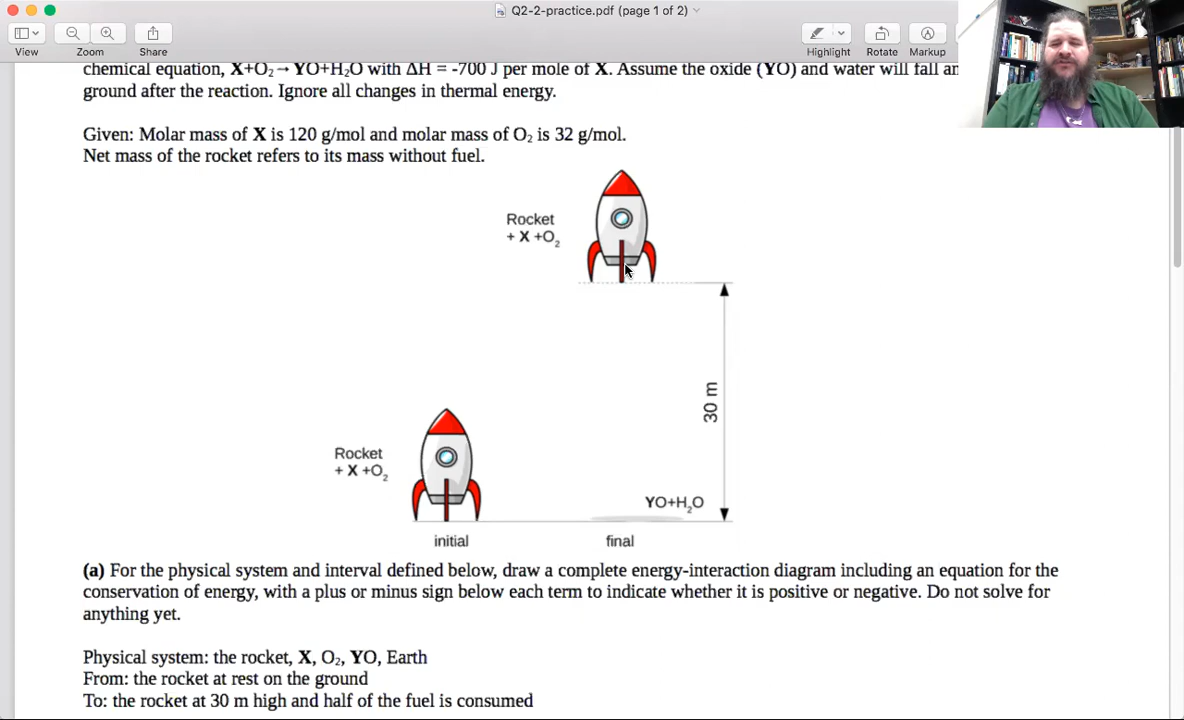 Q2-2-practice.pdf (page 1 of 2)
View
Zoom
Share
Highlight
Rotate
Markup
chemical equation, X+O₂→ YO+H₂O with ΔH = -700 J per mole of X. Assume the oxide (YO) and water will fall
ground after the reaction. Ignore all changes in thermal energy.
Given: Molar mass of X is 120 g/mol and molar mass of O₂ is 32 g/mol.
Net mass of the rocket refers to its mass without fuel.
Rocket
+ X +O₂
30 m
Rocket
+ X +O₂
YO+H₂O
initial
final
(a) For the physical system and interval defined below, draw a complete energy-interaction diagram including an equation for the
conservation of energy, with a plus or minus sign below each term to indicate whether it is positive or negative. Do not solve for
anything yet.
Physical system: the rocket, X, O₂, YO, Earth
From: the rocket at rest on the ground
To: the rocket at 30 m high and half of the fuel is consumed